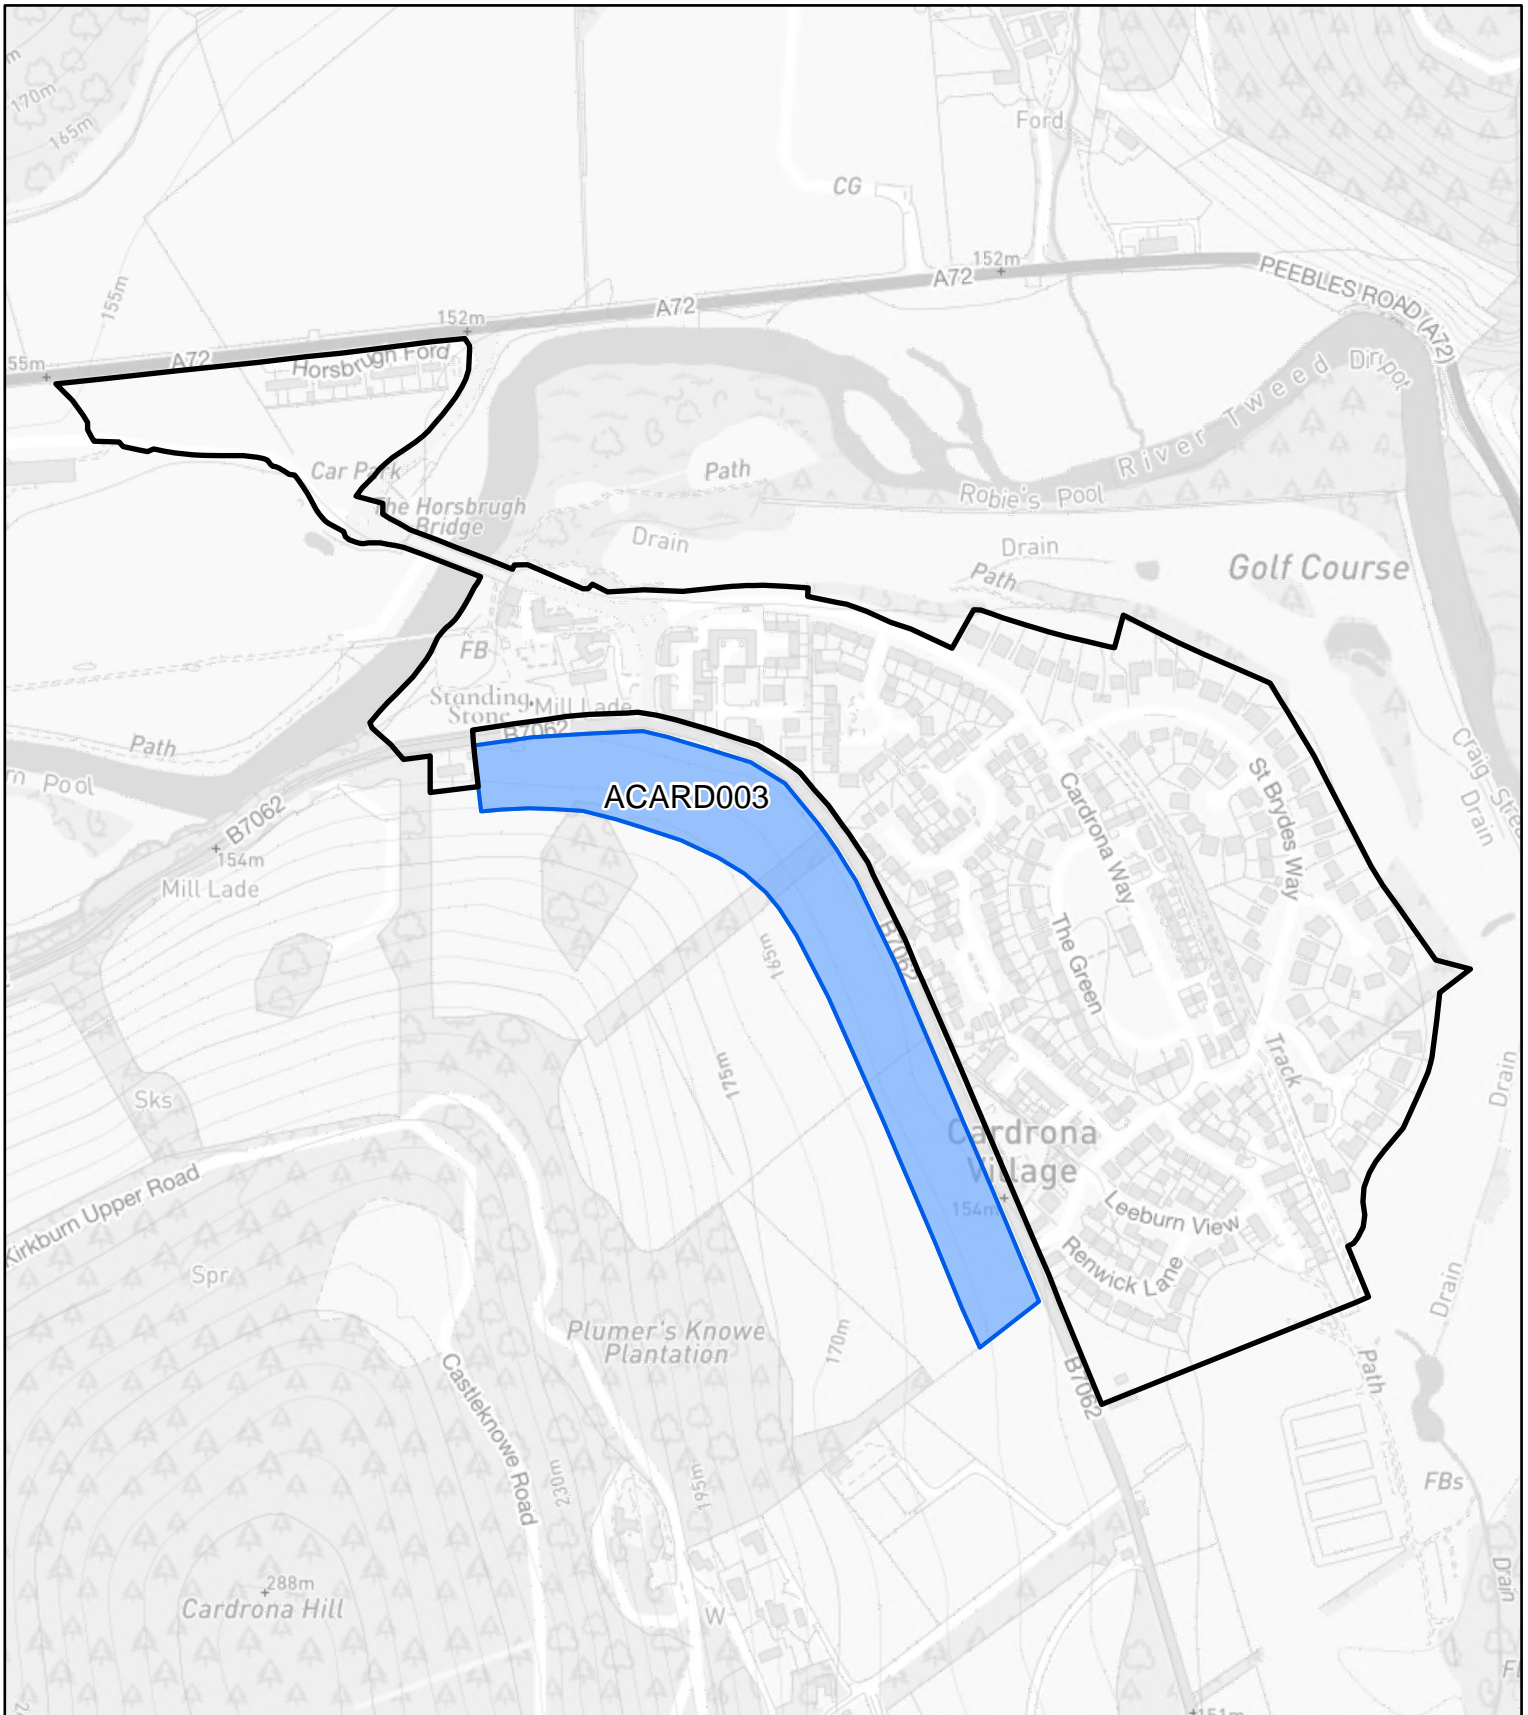 170m
165m
Ford
CG
152m
A72
PEEBLES ROAD (A72)
155m
A72
152m
55m
A72
Horsbrugh Ford
River Tweed
Dirtpot
Car Park
Path
Robie's Pool
The Horsbrugh
Bridge
Drain
Drain
Path
Golf Course
FB
Standing
Stone
Mill Lade
B7062
Path
Pool
B7062
154m
Mill Lade
ACARD003
Cardrona Way
St Brydes Way
Craig
Drain
The Green
B7062
165m
175m
Track
Drain
Sks
Cardrona
Village
154m
Kirkburn Upper Road
Leeburn View
Renwick Lane
Spr
Drain
Plumer's Knowe
Plantation
170m
Path
B7062
Castleknowe Road
230m
195m
FBs
Drain
288m
Cardrona Hill
W
151m